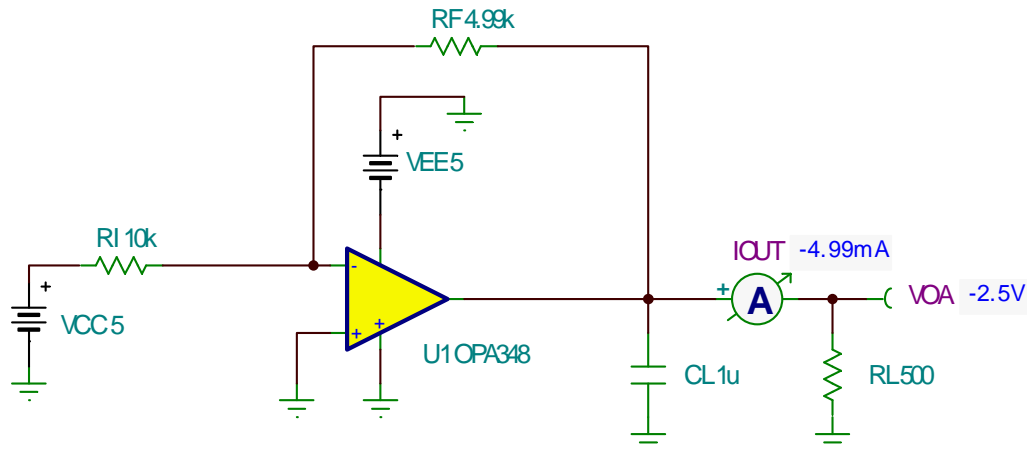 RF 4.99k
+
VEE 5
RI 10k
IOUT -4.99mA
+
-
+
A
VOA -2.5V
VCC 5
+
+
U1 OPA348
CL 1u
RL 500